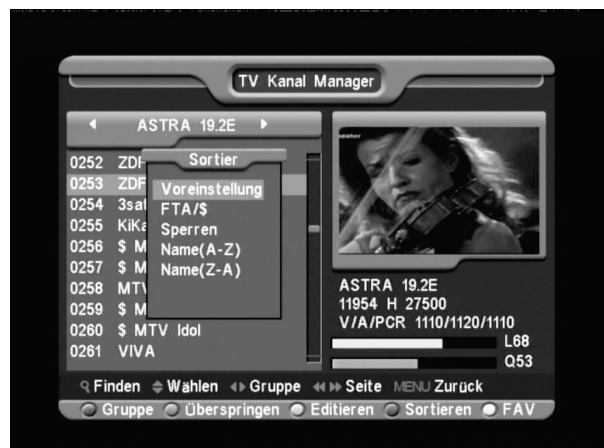 TV Kanal Manager
ASTRA 19.2E
Sortier
Voreinstellung
FTA/$
Sperren
Name(A-Z)
Name(Z-A)
0252 ZDF
0253 ZDF
0254 3sat
0255 KiKa
0256 $ M
0257 $ M
0258 MTV
0259 $ M
0260 $ MTV Idol
0261 VIVA
ASTRA 19.2E
11954 H 27500
V/A/PCR 1110/1120/1110
L68
Q53
Finden Wählen Gruppe Seite MENU Zurück
Gruppe Überspringen Editieren Sortieren FAV